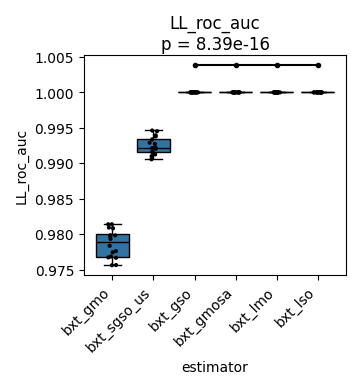 LL_roc_auc
p = 8.39e-16
1.005
1.000
0.995
0.990
0.985
0.980
0.975
LL_roc_auc
bxt_gmo
bxt_sgso_us
bxt_gso
bxt_gmosa
bxt_lmo
bxt_lso
estimator